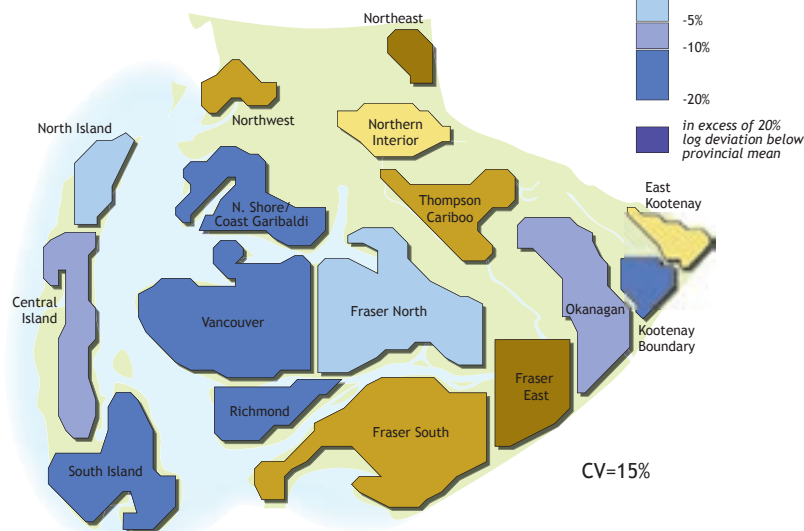 Northeast
-5%
-10%
-20%
in excess of 20%
log deviation below
provincial mean
Northwest
North Island
Northern
Interior
East
Kootenay
Thompson
Cariboo
N. Shore/
Coast Garibaldi
Central
Island
Vancouver
Fraser North
Okanagan
Kootenay
Boundary
Richmond
Fraser
East
Fraser South
South Island
CV=15%